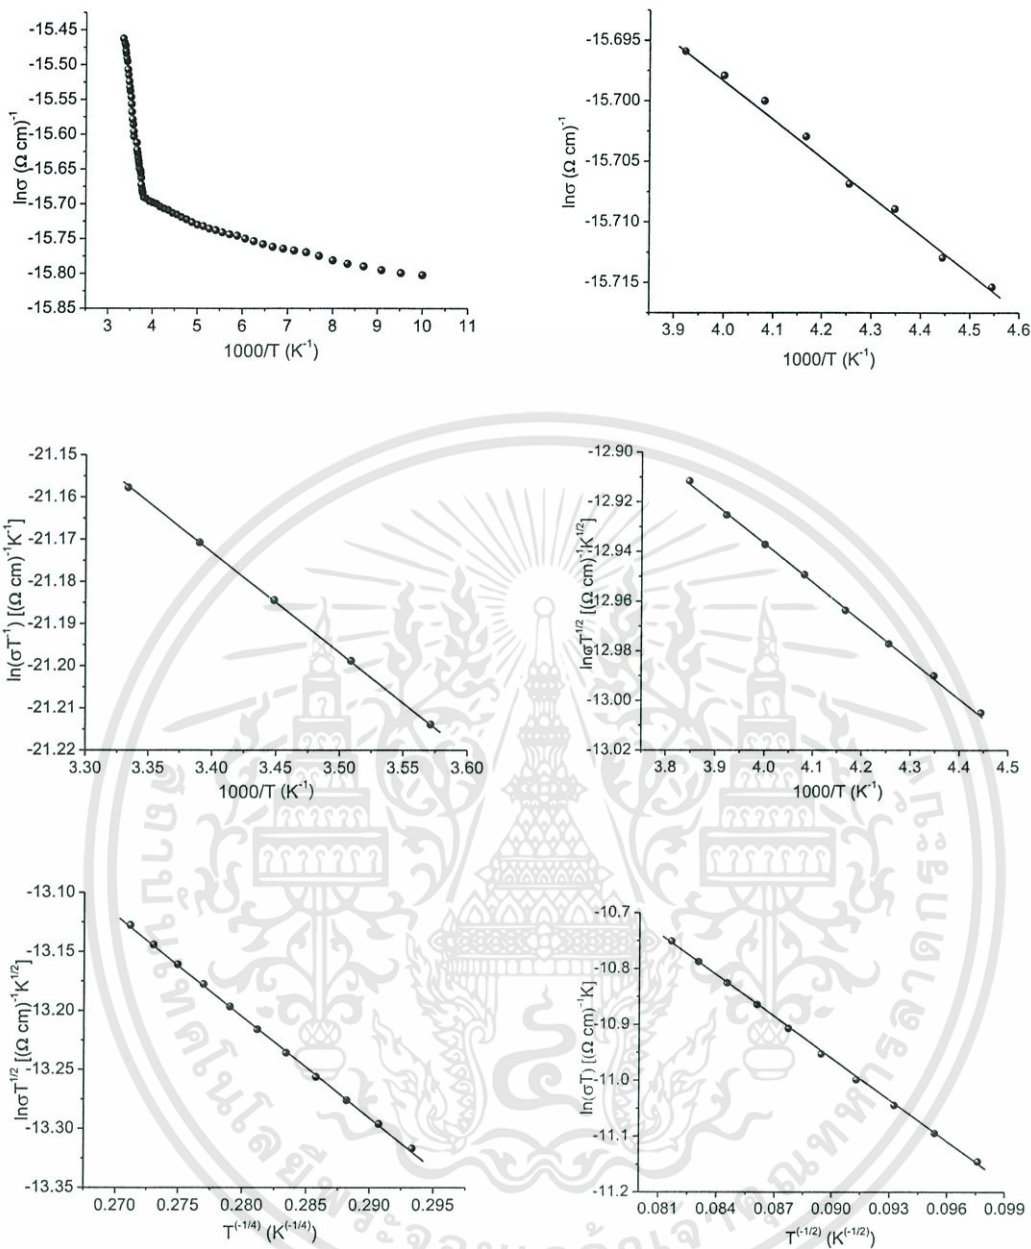 -15.45
-15.50
-15.55
-15.60
-15.65
-15.70
-15.75
-15.80
-15.85
lnσ (Ω cm)⁻¹
3 4 5 6 7 8 9 10 11
1000/T (K⁻¹)
-15.695
-15.700
-15.705
-15.710
-15.715
lnσ (Ω cm)⁻¹
3.9 4.0 4.1 4.2 4.3 4.4 4.5 4.6
1000/T (K⁻¹)
-21.15
-21.16
-21.17
-21.18
-21.19
-21.20
-21.21
-21.22
ln(σT⁻¹) [(Ω cm)⁻¹K⁻¹]
3.30 3.35 3.40 3.45 3.50 3.55 3.60
1000/T (K⁻¹)
-12.90
-12.92
-12.94
-12.96
-12.98
-13.00
-13.02
lnσT¹/² [(Ω cm)⁻¹K¹/²]
3.8 3.9 4.0 4.1 4.2 4.3 4.4 4.5
1000/T (K⁻¹)
-13.10
-13.15
-13.20
-13.25
-13.30
-13.35
lnσT¹/² [(Ω cm)⁻¹K¹/²]
0.270 0.275 0.280 0.285 0.290 0.295
T⁽⁻¹/⁴⁾ (K⁽⁻¹/⁴⁾)
-10.7
-10.8
-10.9
-11.0
-11.1
-11.2
ln(σT) [(Ω cm)⁻¹K]
0.081 0.084 0.087 0.090 0.093 0.096 0.099
T⁽⁻¹/²⁾ (K⁽⁻¹/²⁾)